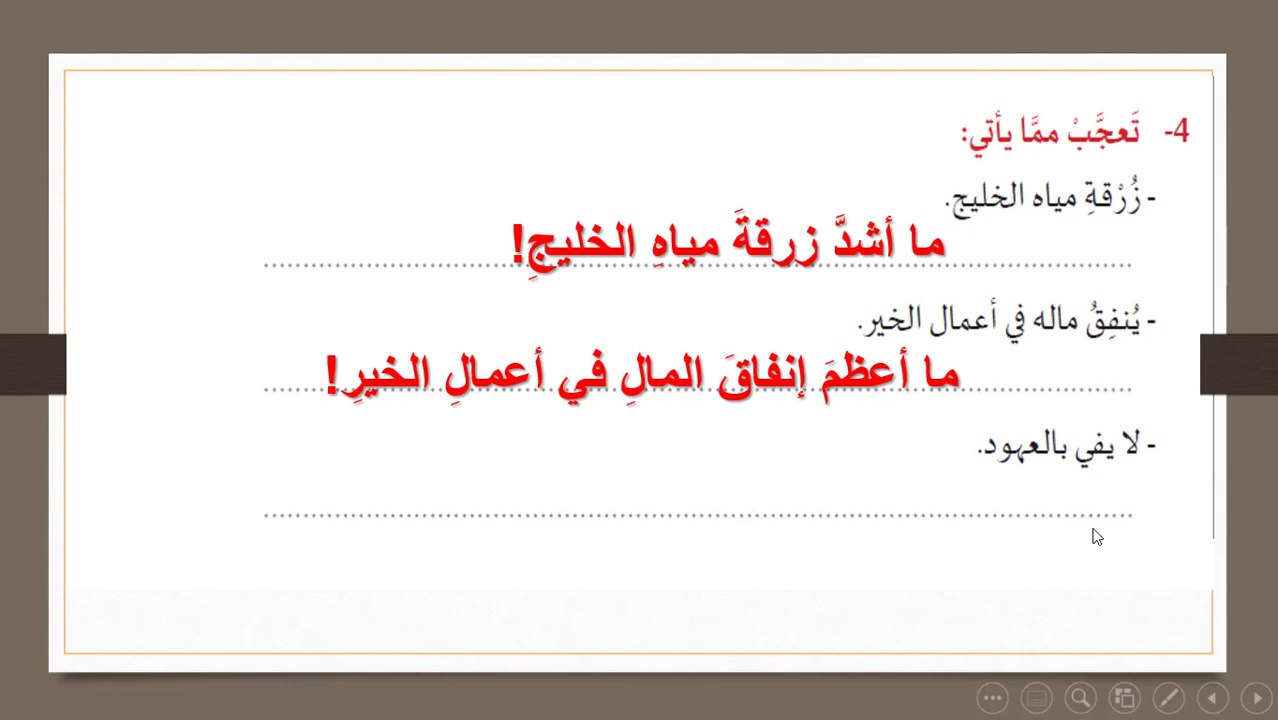 4- تَعجَّبْ ممَّا يأتي:
- زُرْقةِ مياه الخليج.
ما أشدَّ زرقةَ مياهِ الخليجِ!
- يُنفِقُ ماله في أعمال الخير.
ما أعظمَ إنفاقَ المالِ في أعمالِ الخيرِ!
- لا يفي بالعهود.